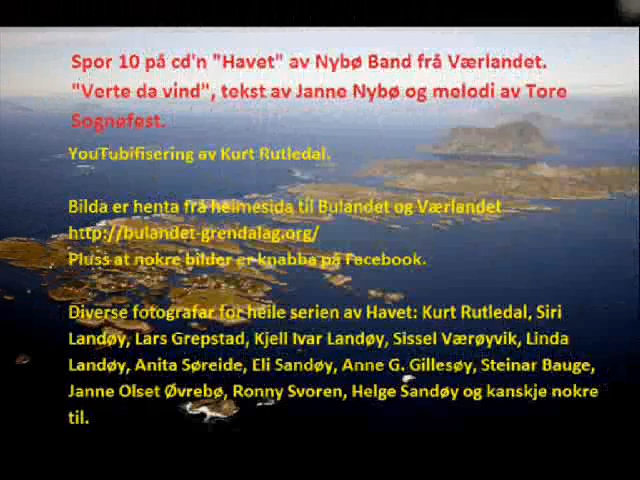 Spor 10 på cd'n "Havet" av Nybø Band frå Værlandet.
"Verte da vind", tekst av Janne Nybø og melodi av Tore
Sognefest.
YouTubifisering av Kurt Rutledal.
Bilda er henta frå heimesida til Bulandet og Værlandet
http://bulandet-grendalag.org/
Pluss at nokre bilder er knabba på Facebook.
Diverse fotografar for heile serien av Havet: Kurt Rutledal, Siri
Landøy, Lars Grepstad, Kjell Ivar Landøy, Sissel Værøyvik, Linda
Landøy, Anita Søreide, Eli Sandøy, Anne G. Gillesøy, Steinar Bauge,
Janne Olset Øvrebø, Ronny Svoren, Helge Sandøy og kanskje nokre
til.